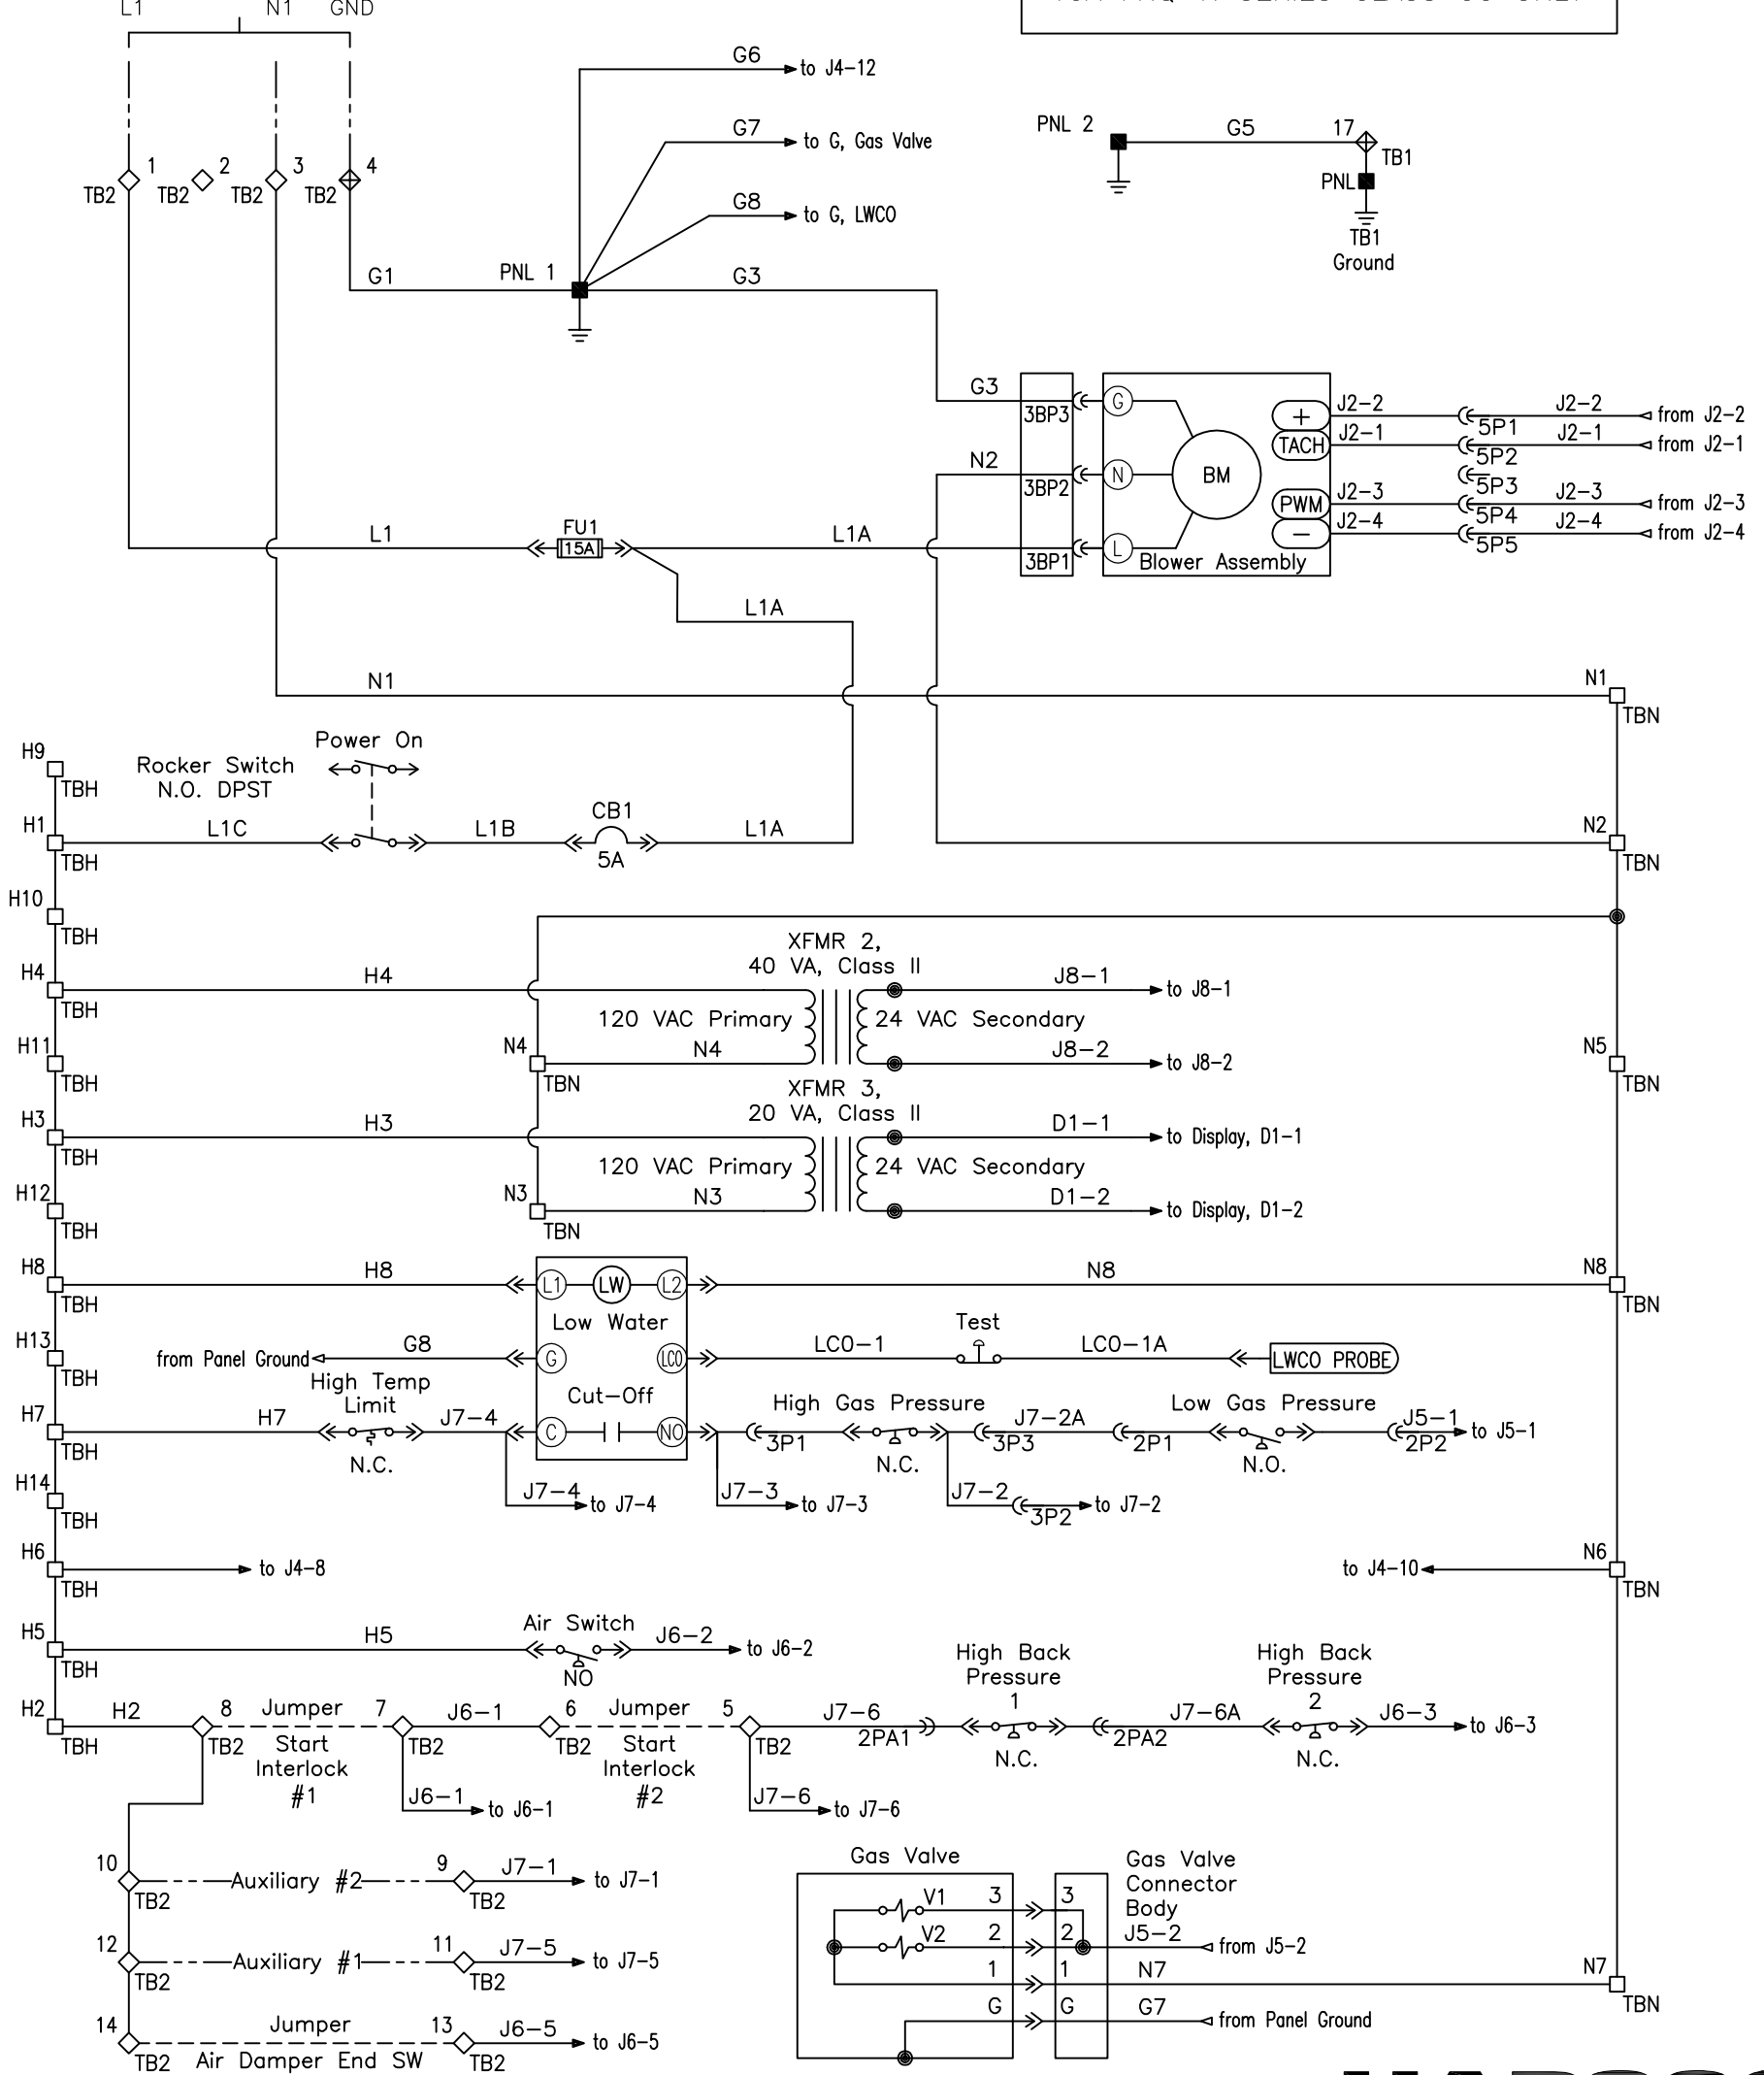 L1 N1 GND
G6 to J4-12
G7 to G, Gas Valve
G8 to G, LWCO
1 2 3 4
TB2 TB2 TB2 TB2
PNL 2 G5 17 TB1
PNL
TB1
Ground
G1 PNL 1 G3
G3 3BP3 G
N2 3BP2 N BM
L1 FU1 15A L1A 3BP1 L
Blower Assembly
+ J2-2 5P1 J2-2 from J2-2
TACH J2-1 5P2 J2-1 from J2-1
5P3
PWM J2-3 5P4 J2-3 from J2-3
- J2-4 5P5 J2-4 from J2-4
L1A
N1 N1
TBN
Power On
H9 Rocker Switch
TBH N.O. DPST
H1 L1C L1B CB1 L1A N2
TBH 5A TBN
H10
TBH
XFMR 2,
40 VA, Class II
H4 H4 J8-1 to J8-1
TBH 120 VAC Primary 24 VAC Secondary
H11 N4 N4 J8-2 to J8-2 N5
TBH TBN TBN
XFMR 3,
20 VA, Class II
H3 H3 D1-1 to Display, D1-1
TBH 120 VAC Primary 24 VAC Secondary
H12 N3 N3 D1-2 to Display, D1-2
TBH TBN
H8 H8 L1 LW L2 N8 N8
TBH Low Water TBN
H13 from Panel Ground G8 G LCO LCO-1 Test LCO-1A LWCO PROBE
TBH High Temp
Limit Cut-Off High Gas Pressure Low Gas Pressure
H7 H7 J7-4 C NO 3P1 3P3 J7-2A 2P1 J5-1 2P2 to J5-1
TBH N.C. N.C. N.O.
H14 J7-4 to J7-4 J7-3 to J7-3 J7-2 3P2 to J7-2
TBH
H6 to J4-8 to J4-10 N6
TBH TBN
Air Switch
H5 H5 J6-2 to J6-2
TBH NO
High Back
Pressure
1
High Back
Pressure
2
H2 H2 8 Jumper 7 J6-1 6 Jumper 5 J7-6 2PA1 2PA2 J7-6A J6-3 to J6-3
TBH TB2 TB2 TB2 TB2 N.C. N.C.
Start
Interlock
#1
Start
Interlock
#2
J6-1 to J6-1 J7-6 to J7-6
10 Auxiliary #2 9 J7-1 to J7-1
TB2 TB2
12 Auxiliary #1 11 J7-5 to J7-5
TB2 TB2
14 Jumper 13 J6-5 to J6-5
TB2 Air Damper End SW TB2
Gas Valve
Gas Valve
Connector
Body
V1 3 3
V2 2 2 J5-2 from J5-2
1 1 N7 N7
TBN
G G G7 from Panel Ground